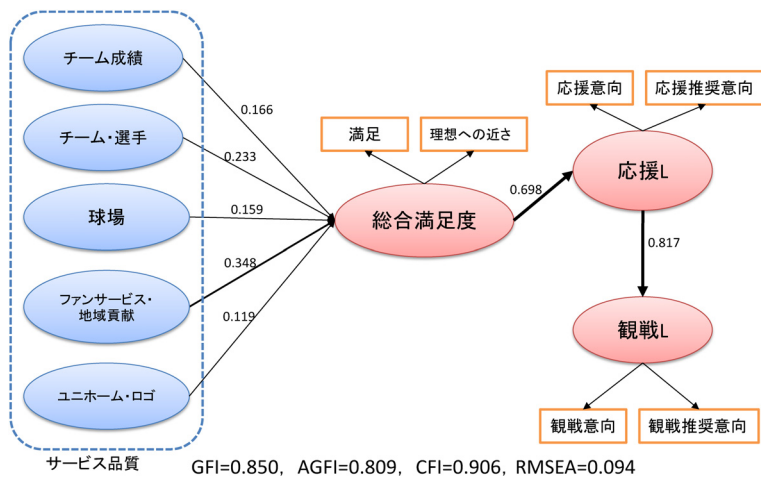 チーム成績
チーム・選手
球場
ファンサービス・
地域貢献
ユニホーム・ロゴ
サービス品質
0.166
0.233
0.159
0.348
0.119
満足
理想への近さ
総合満足度
0.698
応援意向
応援推奨意向
応援L
0.817
観戦L
観戦意向
観戦推奨意向
GFI=0.850, AGFI=0.809, CFI=0.906, RMSEA=0.094